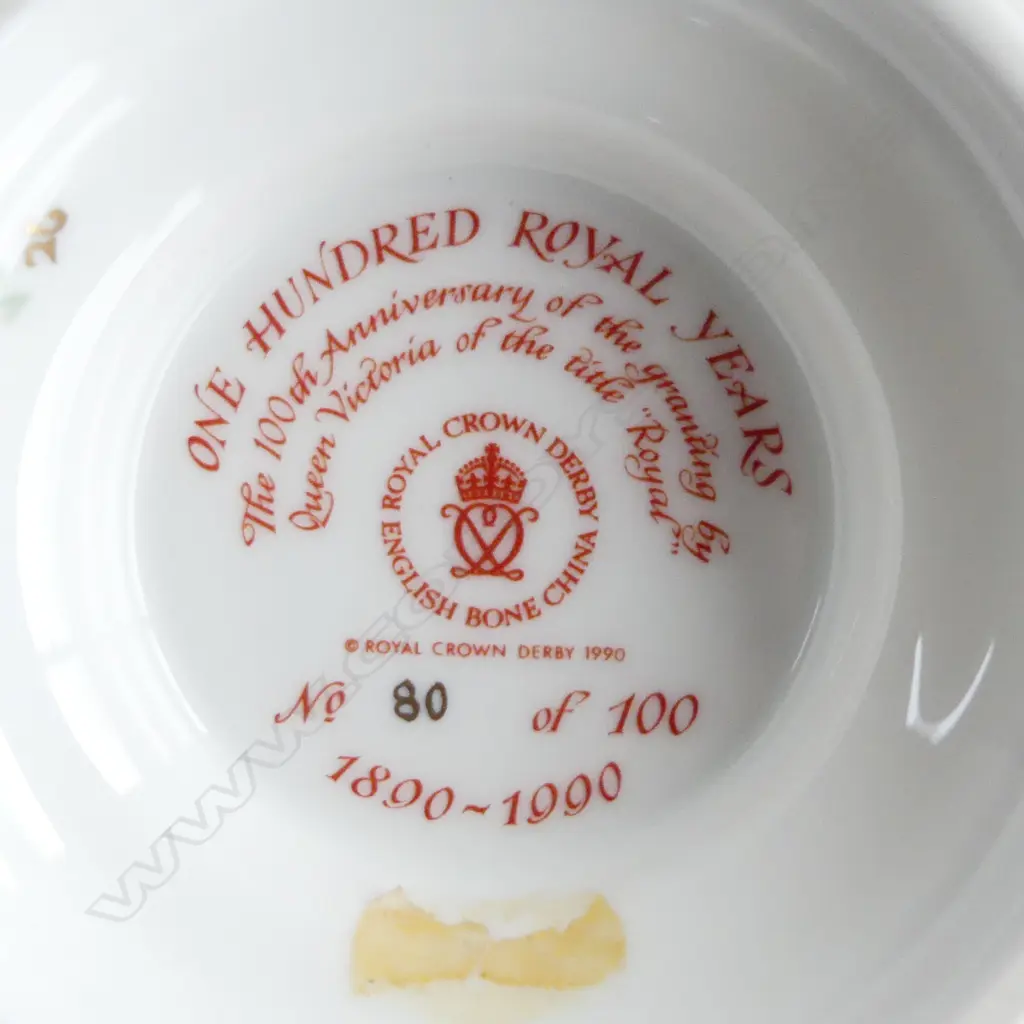 ONE HUNDRED ROYAL YEARS
The 100th Anniversary of the granting by
Queen Victoria of the title "Royal"
ROYAL CROWN DERBY
ENGLISH BONE CHINA
© ROYAL CROWN DERBY 1990
No 80 of 100
1890~1990